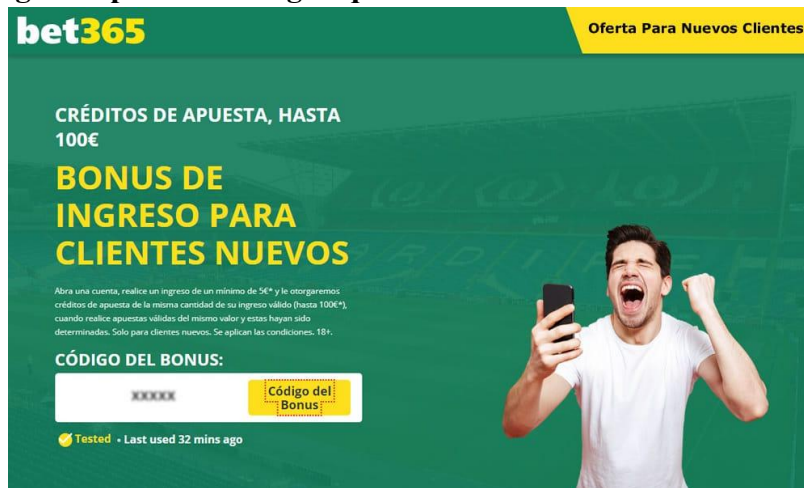 bet365
Oferta Para Nuevos Clientes
CRÉDITOS DE APUESTA, HASTA
100€
BONUS DE
INGRESO PARA
CLIENTES NUEVOS
Abra una cuenta, realice un ingreso de un mínimo de 5€* y le otorgaremos
créditos de apuesta de la misma cantidad de su ingreso válido (hasta 100€*),
cuando realice apuestas válidas del mismo valor y estas hayan sido
determinadas. Solo para clientes nuevos. Se aplican las condiciones. 18+.
CÓDIGO DEL BONUS:
XXXXX
Código del
Bonus
Tested • Last used 32 mins ago